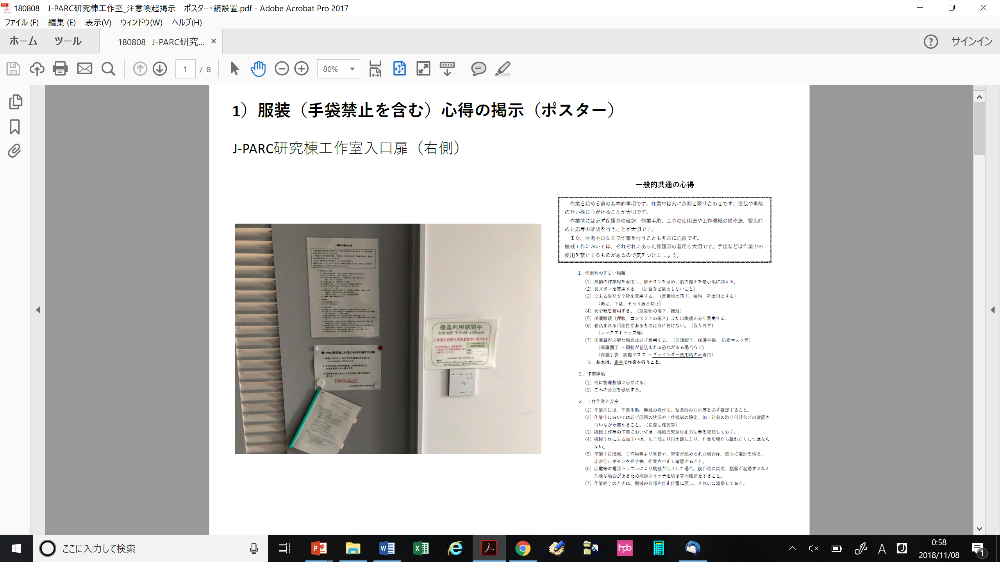 180808　J-PARC研究棟工作室_注意喚起掲示　ポスター・鏡設置.pdf - Adobe Acrobat Pro 2017
ファイル (F)　編集 (E)　表示(V)　ウィンドウ(W)　ヘルプ(H)
ホーム　ツール　180808　J-PARC研究...　サインイン
1 / 8　80%
1）服装（手袋禁止を含む）心得の掲示（ポスター）
J-PARC研究棟工作室入口扉（右側）
一般的共通の心得
機器利用期間中
利用時間：平日9時~17時30分
工作室の利用は利用登録者に限ります
利用登録証
●J-PARC研究棟工作室の利用手続き方法●
一般的共通の心得
作業を始める前の基本的事項です。作業中は常に危険と隣り合わせです。怪我や事故
の無い様に心がけることが大切です。
作業前には必ず保護具の確認、作業手順、工具の使用法や工作機械の操作法、緊急時
の対応等の確認を行うことが大切です。
また、体調不良などで作業を行うことも非常に危険です。
機械工作においては、それぞれにあった保護具の着用も大切です。手袋などは作業中の
使用を禁止するものがあるので気をつけましょう。
1．作業時の正しい服装
(1) 長袖の作業服を着用し、袖ボタンを留め、肌の露出を最小限に抑える。
(2) 長ズボンを着用する。（足首など露出しないこと）
(3) 出来る限り安全靴を着用する。（重量物の落下、接触…靴は可とする）
〈素足、下駄、ぞうり履き禁止〉
(4) 安全靴を着用する。（重量物の落下、接触）
(5) 保護眼鏡（裸眼、コンタクトの場合）または眼鏡を必ず着用する。
(6) 巻込まれる可能性があるものは身に着けない。（取り外す）
〈ネックストラップ等〉
(7) 保護具が必要な場合は必ず着用する。（保護帽子、保護手袋、防塵マスク等）
〈保護帽子 ⇒ 頭髪が巻込まれる恐れがある場合など〉
〈保護手袋・防塵マスク ⇒ グラインダー使用時のみ着用〉
※　基本は、素手で作業を行うこと。
2．作業環境
(1) 常に整理整頓に心がける。
(2) ごみの分別を徹底する。
3．工作作業と安全
(1) 作業前には、作業手順、機械の操作法、緊急時の対応等を必ず確認すること。
(2) 作業中においては必ず周囲の状況や工作機械の設定、加工対象の取り付けなどの確認を
行いながら進めること。（指差し確認等）
(3) 機械工作等の作業においては、機械の緊急停止方法等を確認しておく。
(4) 機械工作による加工中は、加工部より目を離したり、作業現場から離れたりしてはなら
ない。
(5) 作業中に機械、工作物等より異音や、異常が認められた場合は、直ちに電源を切る、
非常停止ボタンを押す等、作業を中止し確認すること。
(6) 停電等の電源トラブルにより機械が停止した場合、復旧時に突然、機器が起動するなど
危険な場合があるため電源スイッチを切る等の確認をすること。
(7) 作業終了のときは、機械の各部を停止位置に戻し、きれいに清掃しておく。
ここに入力して検索
hpb
A
0:58
2018/11/08
1